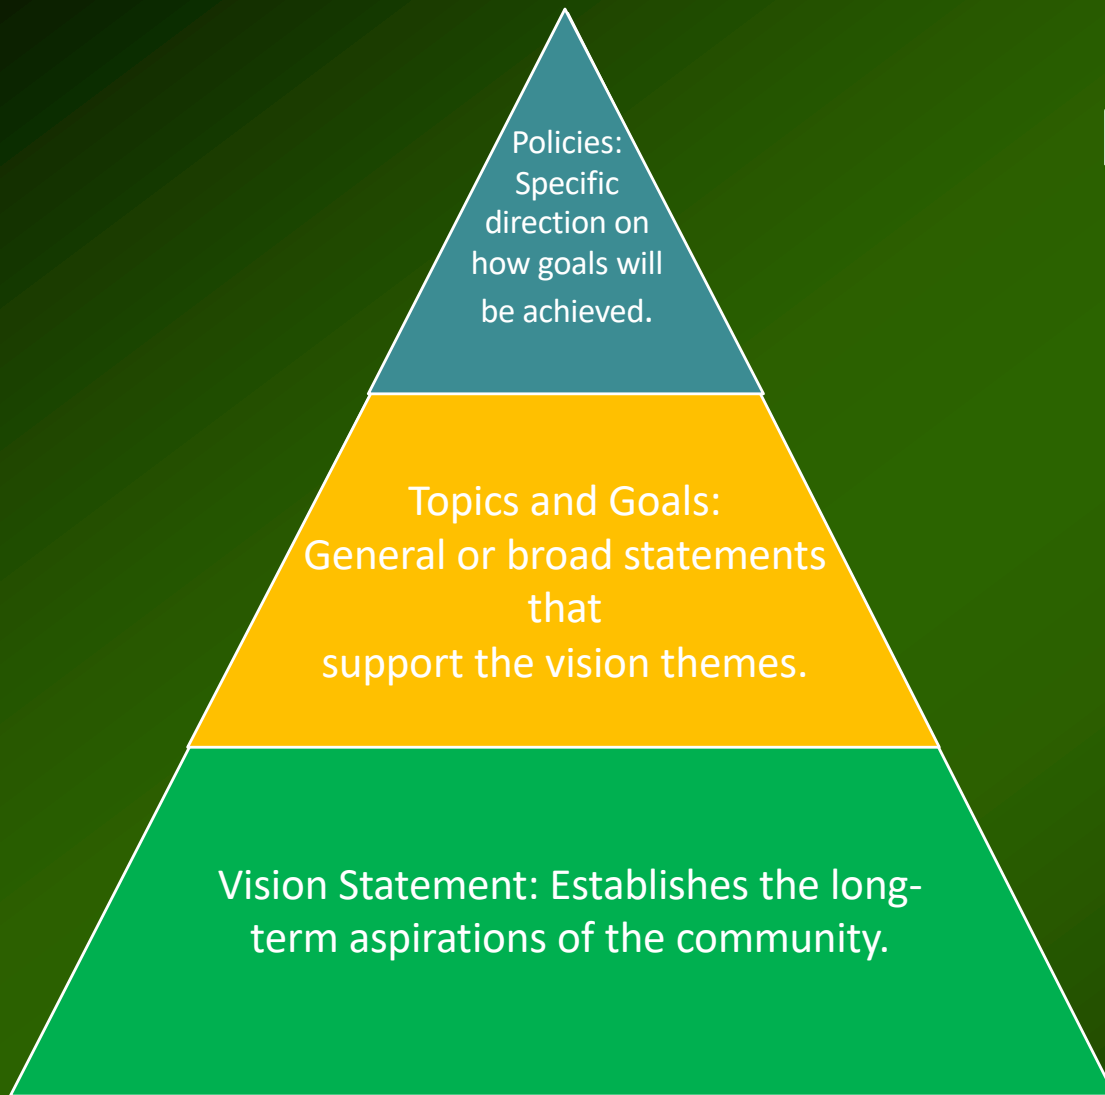 Policies:
Specific
direction on
how goals will
be achieved.
Topics and Goals:
General or broad statements
that
support the vision themes.
Vision Statement: Establishes the long-
term aspirations of the community.